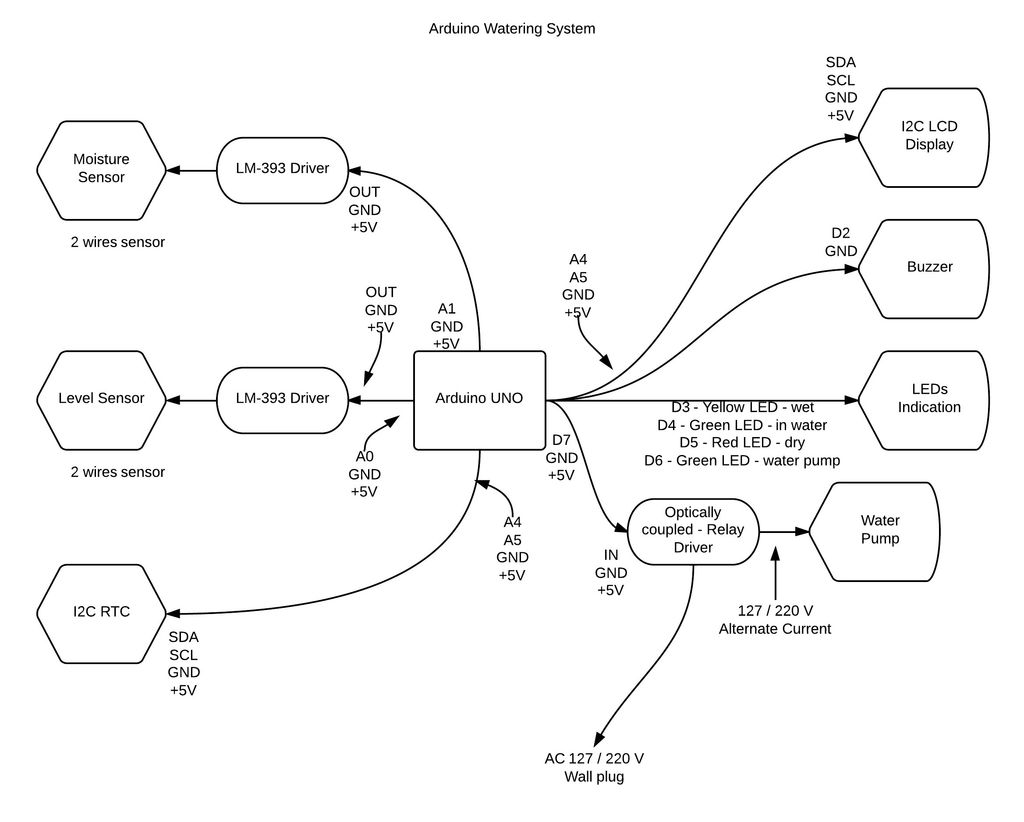 Arduino Watering System
SDA
SCL
GND
+5V
I2C LCD
Display
Moisture
Sensor
LM-393 Driver
OUT
GND
+5V
2 wires sensor
D2
GND
Buzzer
A4
A5
GND
+5V
OUT
GND
+5V
A1
GND
+5V
Level Sensor
LM-393 Driver
Arduino UNO
LEDs
Indication
D3 - Yellow LED - wet
D4 - Green LED - in water
D5 - Red LED - dry
D6 - Green LED - water pump
2 wires sensor
A0
GND
+5V
D7
GND
+5V
A4
A5
GND
+5V
Optically
coupled - Relay
Driver
Water
Pump
IN
GND
+5V
127 / 220 V
Alternate Current
I2C RTC
SDA
SCL
GND
+5V
AC 127 / 220 V
Wall plug